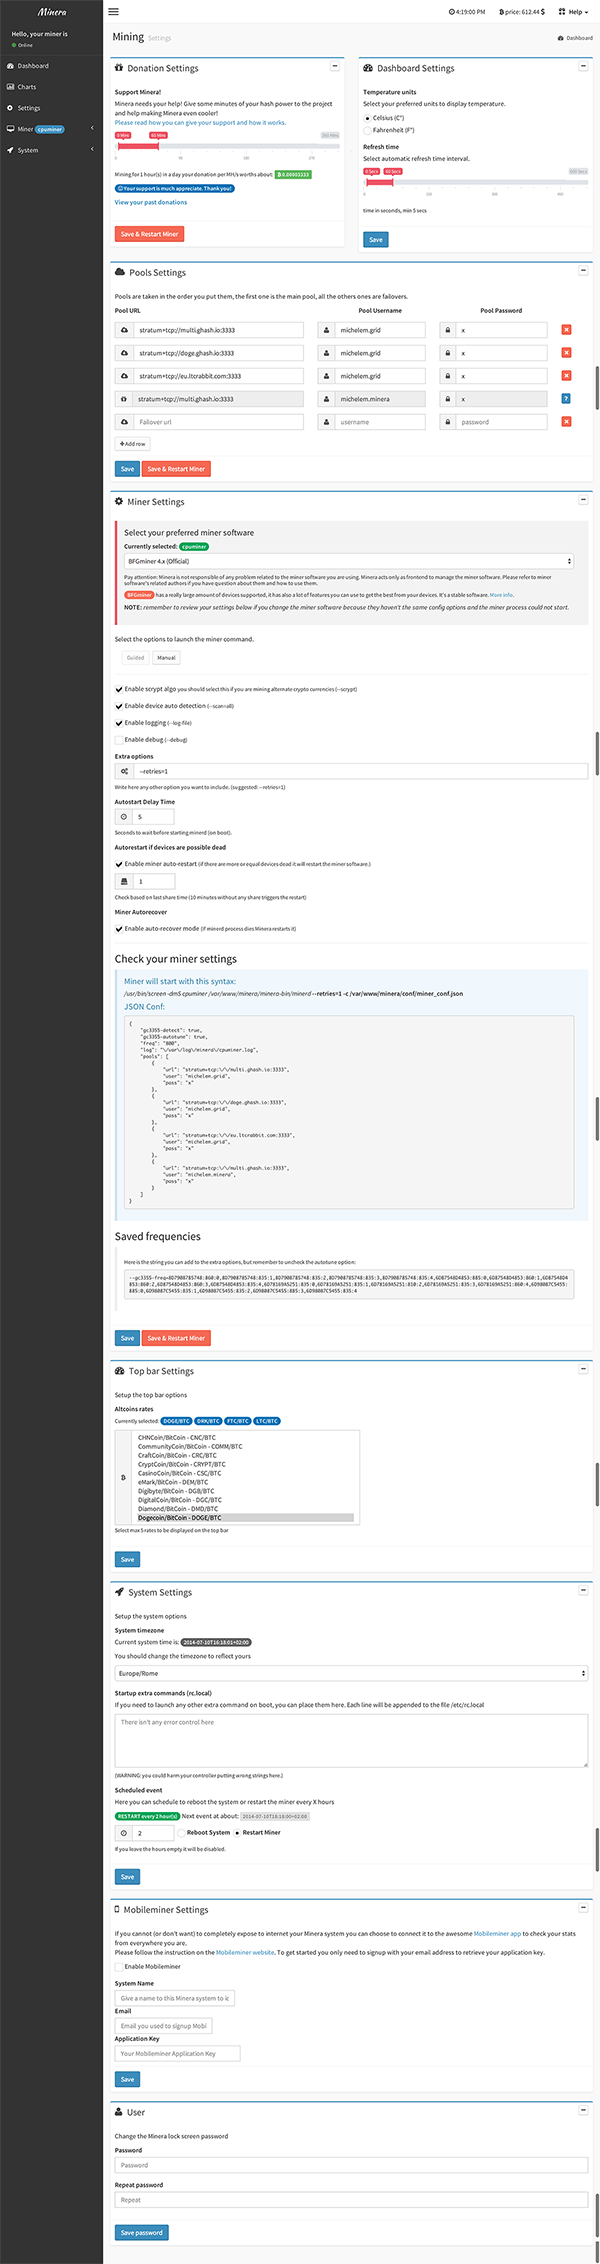 Minera
4:19:00 PM
price: 612.44 $
Help
Hello, your miner is
Online
Dashboard
Charts
Settings
Miner cpuminer
System
Mining Settings
Dashboard
Donation Settings
Support Minera!
Minera needs your help! Give some minutes of your hash power to the project
and help making Minera even cooler!
Please read how you can give your support and how it works.
0 Mins 60 Mins 360 Mins
0 90 180 270
Mining for 1 hour(s) in a day your donation per MH/s worths about: 0.00003333
Your support is much appreciate. Thank you!
View your past donations
Save & Restart Miner
Dashboard Settings
Temperature units
Select your preferred units to display temperature.
Celsius (C°)
Fahrenheit (F°)
Refresh time
Select automatic refresh time interval.
0 Secs 60 Secs 600 Secs
0 150 300 450
time in seconds, min 5 secs
Save
Pools Settings
Pools are taken in the order you put them, the first one is the main pool, all the others ones are failovers.
Pool URL Pool Username Pool Password
stratum+tcp://multi.ghash.io:3333 michelem.grid x
stratum+tcp://doge.ghash.io:3333 michelem.grid x
stratum+tcp://eu.ltcrabbit.com:3333 michelem.grid x
stratum+tcp://multi.ghash.io:3333 michelem.minera x ?
Failover url username password
Add row
Save Save & Restart Miner
Miner Settings
Select your preferred miner software
Currently selected: cpuminer
BFGminer 4.x (Official)
Pay attention: Minera is not responsible of any problem related to the miner software you are using. Minera acts only as frontend to manage the miner software. Please refer to miner
software's related authors if you have question about them and how to use them.
BFGminer has a really large amount of devices supported, it has also a lot of features you can use to get the best from your devices. It's a stable software. More info.
NOTE: remember to review your settings below if you change the miner software because they haven't the same config options and the miner process could not start.
Select the options to launch the miner command.
Guided Manual
Enable scrypt algo you should select this if you are mining alternate crypto currencies (--scrypt)
Enable device auto detection (--scan=all)
Enable logging (--log-file)
Enable debug (--debug)
Extra options
--retries=1
Write here any other option you want to include. (suggested: --retries=1)
Autostart Delay Time
5
Seconds to wait before starting minerd (on boot).
Autorestart if devices are possible dead
Enable miner auto-restart (if there are more or equal devices dead it will restart the miner software.)
1
Check based on last share time (10 minutes without any share triggers the restart)
Miner Autorecover
Enable auto-recover mode (if minerd process dies Minera restarts it)
Check your miner settings
Miner will start with this syntax:
/usr/bin/screen -dmS cpuminer /var/www/minera/minera-bin/minerd --retries=1 -c /var/www/minera/conf/miner_conf.json
JSON Conf:
{
"gc3355-detect": true,
"gc3355-autotune": true,
"freq": "800",
"log": "\/var\/log\/minera\/cpuminer.log",
"pools": [
{
"url": "stratum+tcp:\/\/multi.ghash.io:3333",
"user": "michelem.grid",
"pass": "x"
},
{
"url": "stratum+tcp:\/\/doge.ghash.io:3333",
"user": "michelem.grid",
"pass": "x"
},
{
"url": "stratum+tcp:\/\/eu.ltcrabbit.com:3333",
"user": "michelem.grid",
"pass": "x"
},
{
"url": "stratum+tcp:\/\/multi.ghash.io:3333",
"user": "michelem.minera",
"pass": "x"
}
]
}
Saved frequencies
Here is the string you can add to the extra options, but remember to uncheck the autotune option:
Save Save & Restart Miner
Top bar Settings
Setup the top bar options
Altcoins rates
Currently selected: DOGE/BTC DRK/BTC FTC/BTC LTC/BTC
CHNCoin/BitCoin - CNC/BTC
CommunityCoin/BitCoin - COMM/BTC
CraftCoin/BitCoin - CRC/BTC
CryptCoin/BitCoin - CRYPT/BTC
CasinoCoin/BitCoin - CSC/BTC
eMark/BitCoin - DEM/BTC
Digibyte/BitCoin - DGB/BTC
DigitalCoin/BitCoin - DGC/BTC
Diamond/BitCoin - DMD/BTC
Dogecoin/BitCoin - DOGE/BTC
Select max 5 rates to be displayed on the top bar
Save
System Settings
Setup the system options
System timezone
Current system time is: 2014-07-10T16:18:01+02:00
You should change the timezone to reflect yours
Europe/Rome
Startup extra commands (rc.local)
If you need to launch any other extra command on boot, you can place them here. Each line will be appended to the file /etc/rc.local
There isn't any error control here
(WARNING: you could harm your controller putting wrong strings here.)
Scheduled event
Here you can schedule to reboot the system or restart the miner every X hours
RESTART every 2 hour(s) Next event at about: 2014-07-10T18:18:00+02:00
2 Reboot System Restart Miner
If you leave the hours empty it will be disabled.
Save
Mobileminer Settings
If you cannot (or don't want) to completely expose to internet your Minera system you can choose to connect it to the awesome Mobileminer app to check your stats
from everywhere you are.
Please follow the instruction on the Mobileminer website. To get started you only need to signup with your email address to retrieve your application key.
Enable Mobileminer
System Name
Give a name to this Minera system to ic
Email
Email you used to signup Mobi
Application Key
Your Mobileminer Application Key
Save
User
Change the Minera lock screen password
Password
Password
Repeat password
Repeat
Save password